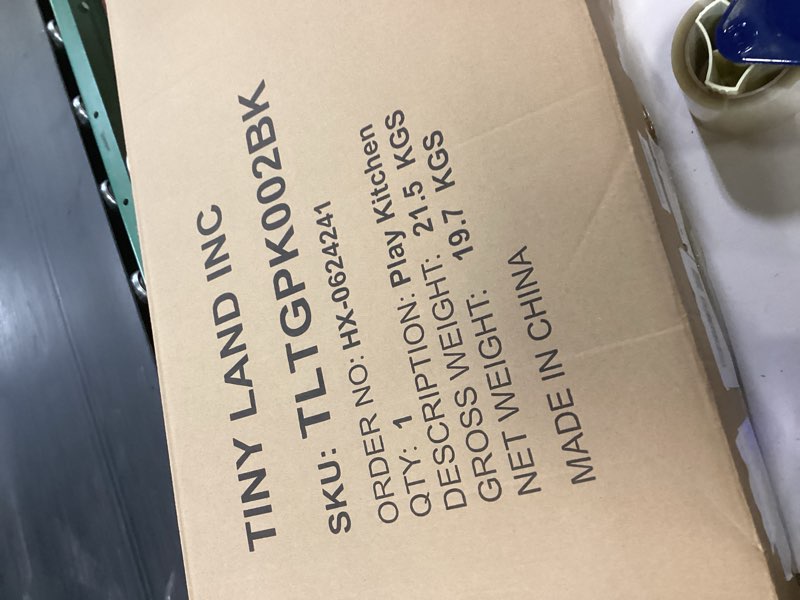 TINY LAND INC
SKU: TLTGPK002BK
ORDER NO: HX-0624241
QTY: 1
DESCRIPTION: Play Kitchen
GROSS WEIGHT: 21.5 KGS
NET WEIGHT: 19.7 KGS
MADE IN CHINA